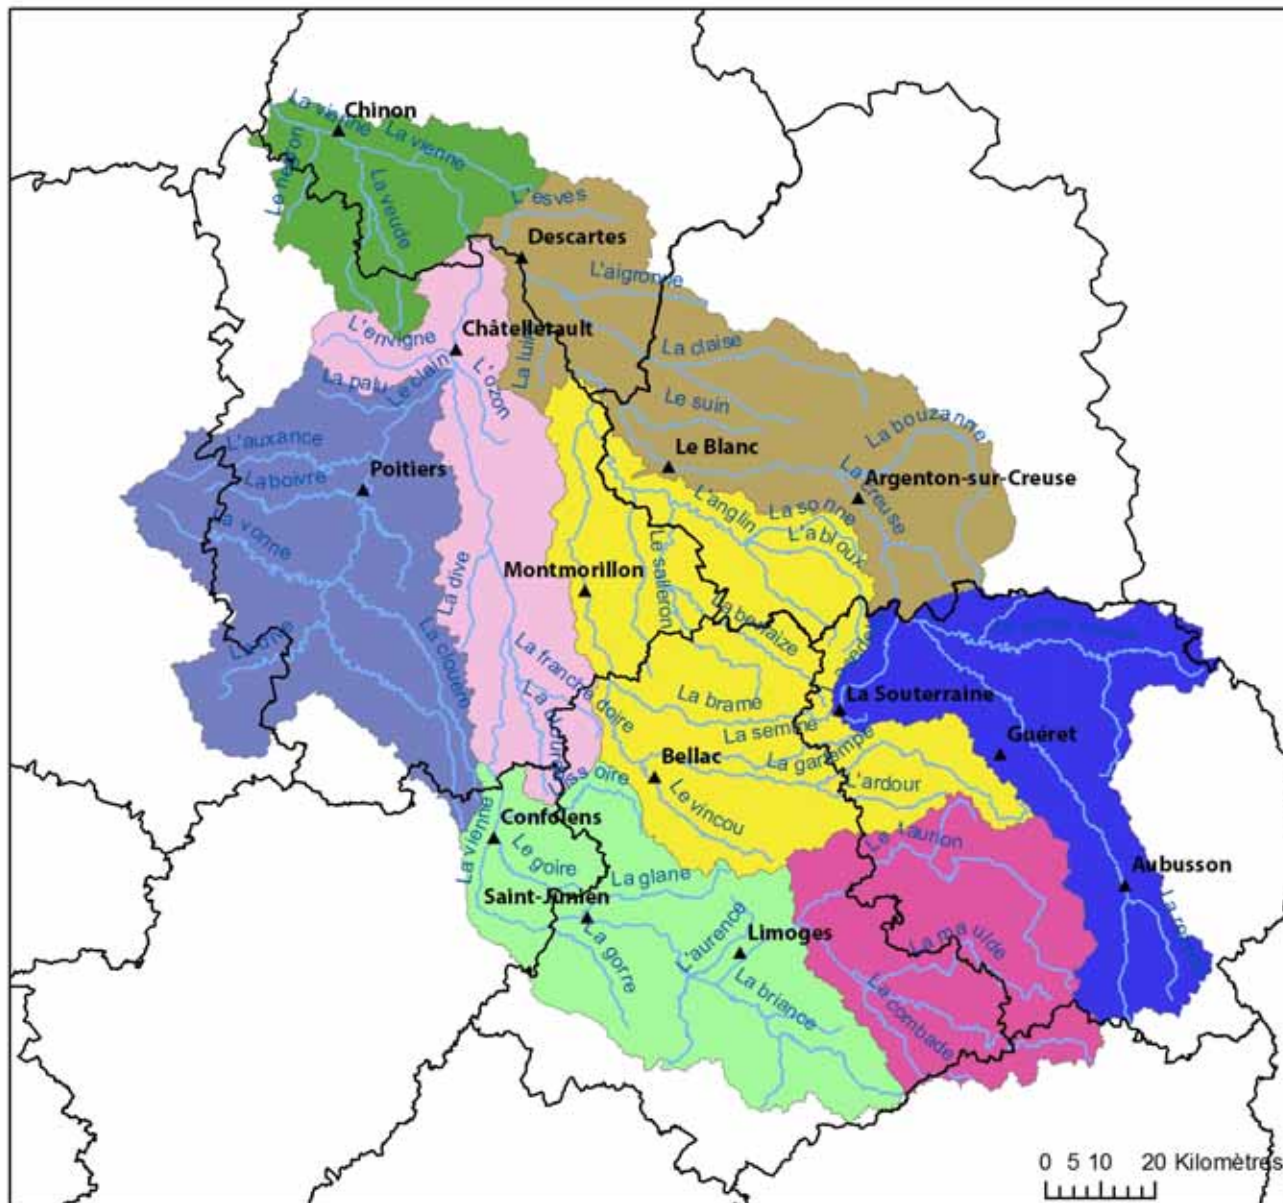 La vienne
Chinon
La vienne
Le négron
La veude
L'esves
Descartes
L'aigronne
L'envigne
Châtellerault
La claise
La palu
Le clain
L'ozon
Le suin
La bouzanne
L'auxance
Le Blanc
Poitiers
La boivre
La creuse
Argenton-sur-Creuse
L'anglin
La sonne
L'abloux
La vonne
Le salleron
La dive
Montmorillon
La benaize
La clouère
La franche doire
La brame
La Souterraine
La semme
Guéret
La gartempe
Bellac
L'ardour
Le vincou
La vienne
Confolens
Le taurion
Le goire
La glane
Aubusson
Saint-Junien
La gorre
L'aurence
Limoges
La maulde
La briance
La combade
0 5 10 20 Kilomètres